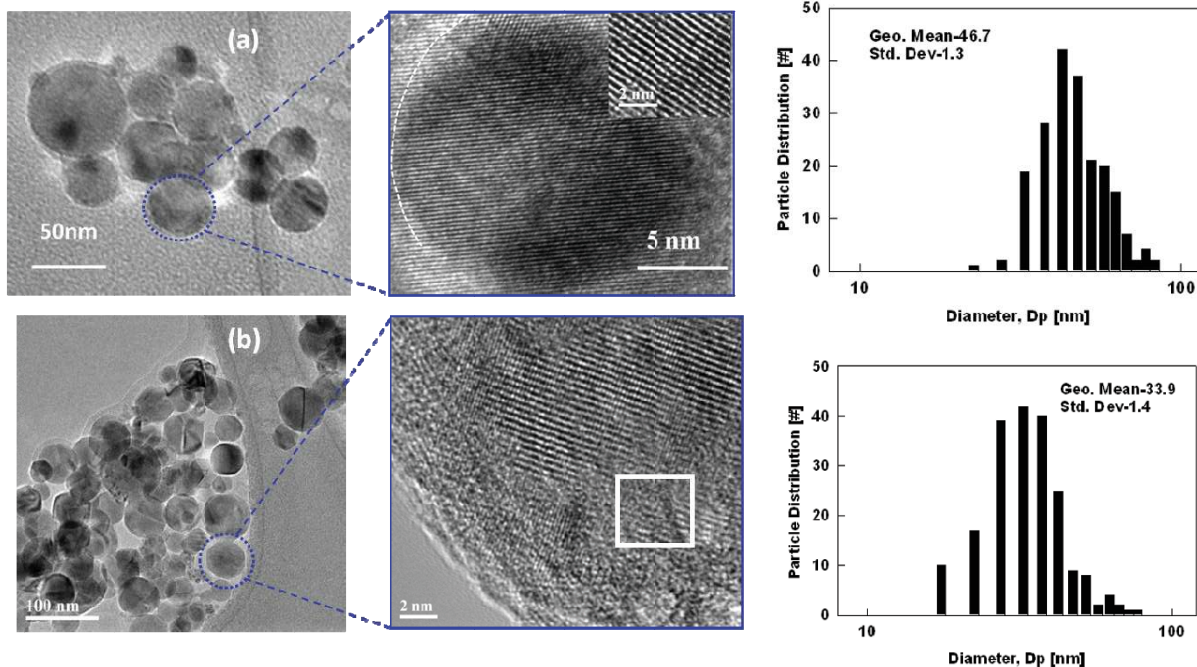 (a)
50nm
2 nm
5 nm
50
40
30
20
10
0
Particle Distribution [#]
Geo. Mean-46.7
Std. Dev-1.3
10
100
Diameter, Dp [nm]
(b)
100 nm
2 nm
50
40
30
20
10
0
Particle Distribution [#]
Geo. Mean-33.9
Std. Dev-1.4
10
100
Diameter, Dp [nm]